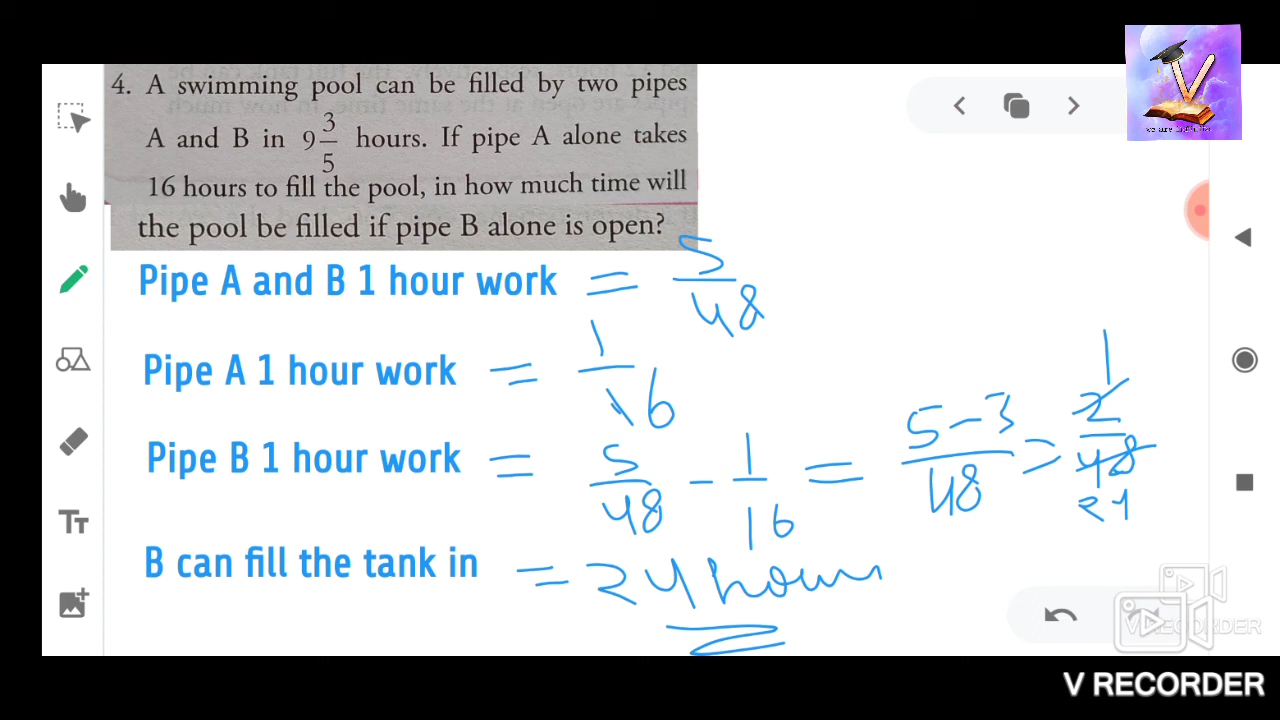 4. A swimming pool can be filled by two pipes
A and B in 9 3/5 hours. If pipe A alone takes
16 hours to fill the pool, in how much time will
the pool be filled if pipe B alone is open?
Pipe A and B 1 hour work = 5/48
Pipe A 1 hour work = 1/16
Pipe B 1 hour work = 5/48 - 1/16 = 5-3/48 = 2/48 1 24
B can fill the tank in = 24 hours
Tt
V
V RECORDER
V RECORDER